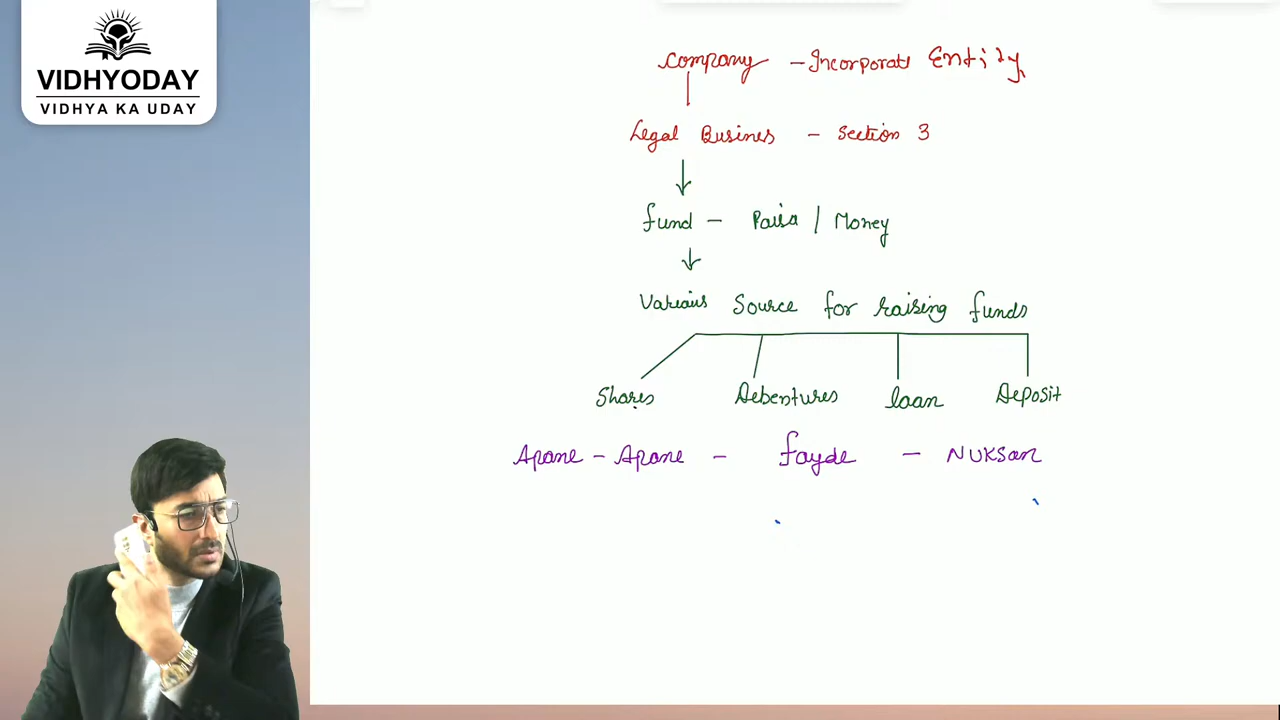 VIDHYODAY
VIDHYA KA UDAY
Company - Incorporate Entity
Legal Busines - Section 3
fund - Paisa / Money
Various Source for raising funds
Shares Debentures loan Deposit
Apane - Apane - fayde - NUKSan